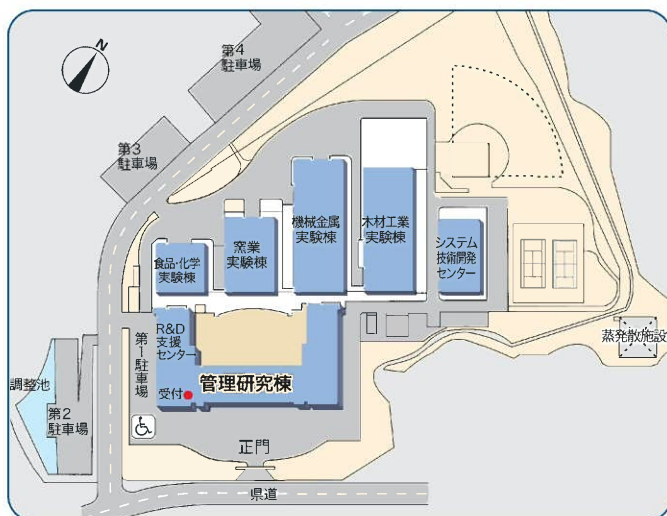 N
第4
駐車場
第3
駐車場
機械金属
実験棟
木材工業
実験棟
窯業
実験棟
システム
技術開発
センター
食品・化学
実験棟
R&D
支援
センター
第1駐車場
蒸発散施設
管理研究棟
受付
調整池
第2
駐車場
正門
県道